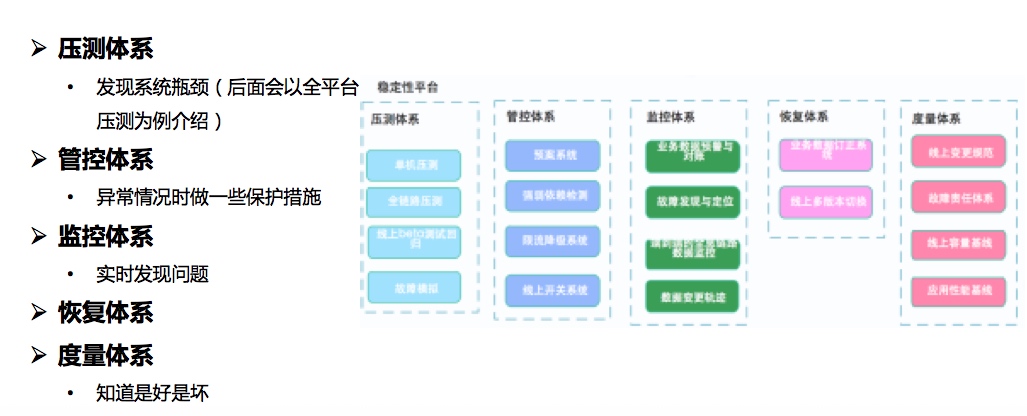 ➢ 压测体系
• 发现系统瓶颈（后面会以全平台
压测为例介绍）
➢ 管控体系
• 异常情况时做一些保护措施
➢ 监控体系
• 实时发现问题
➢ 恢复体系
➢ 度量体系
• 知道是好是坏
稳定性平台
压测体系
单机压测
全链路压测
线上beta测试回
归
故障模拟
管控体系
预案系统
强弱依赖检测
限流降级系统
线上开关系统
监控体系
业务数据预警与
对账
故障发现与定位
数据监控
数据变更轨迹
恢复体系
业务数据订正系
统
线上多版本切换
度量体系
线上变更规范
故障责任体系
线上容量基线
应用性能基线